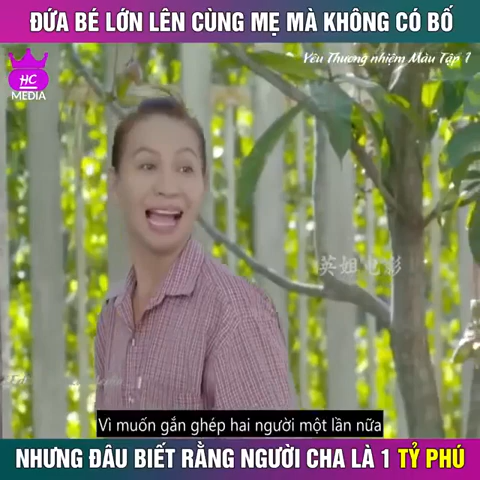 ĐỨA BÉ LỚN LÊN CÙNG MẸ MÀ KHÔNG CÓ BỐ
Yêu Thương nhiệm Màu Tập 1
HC
MEDIA
英姐电影
Vì muốn gắn ghép hai người một lần nữa
NHƯNG ĐÂU BIẾT RẰNG NGƯỜI CHA LÀ 1 TỶ PHÚ